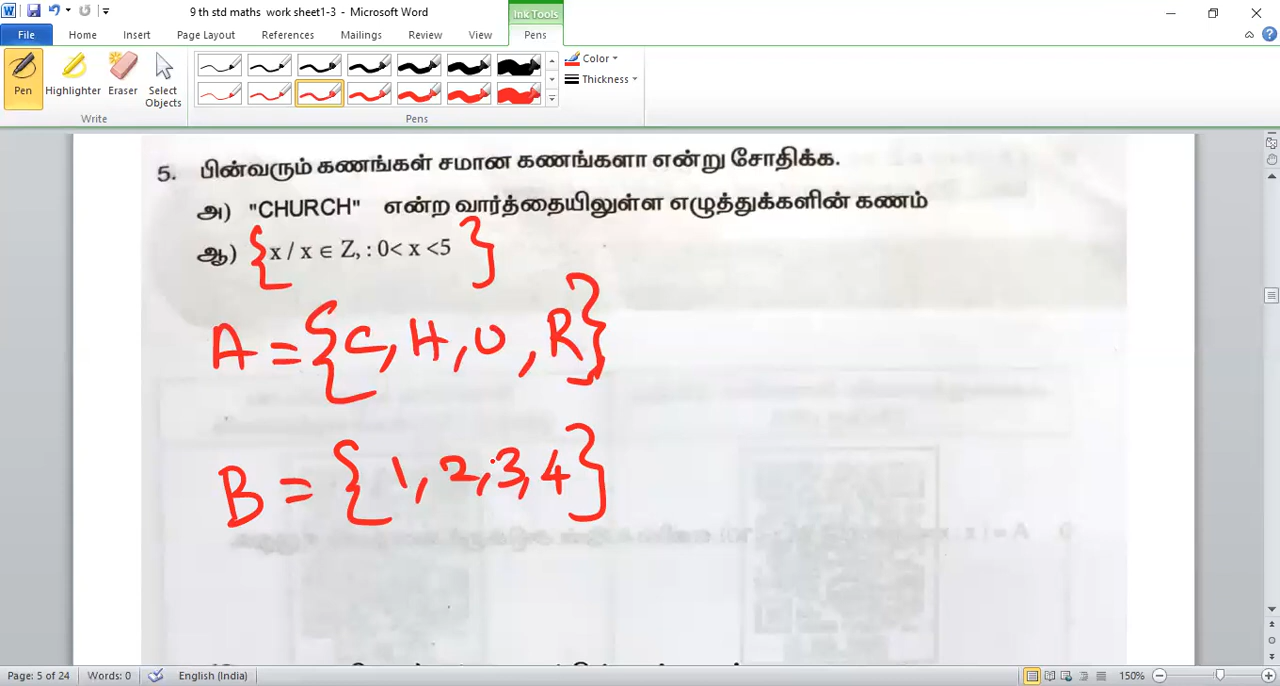 9 th std maths work sheet1-3 - Microsoft Word
Ink Tools
File Home Insert Page Layout References Mailings Review View Pens
Pen Highlighter Eraser Select Objects
Color
Thickness
Write Pens
5. பின்வரும் கணங்கள் சமான கணங்களா என்று சோதிக்க.
அ) "CHURCH" என்ற வார்த்தையிலுள்ள எழுத்துக்களின் கணம்
ஆ) { x / x ∈ Z, : 0< x <5 }
A = {C, H, U, R}
B = {1, 2, 3, 4}
Page: 5 of 24 Words: 0 English (India) 150%